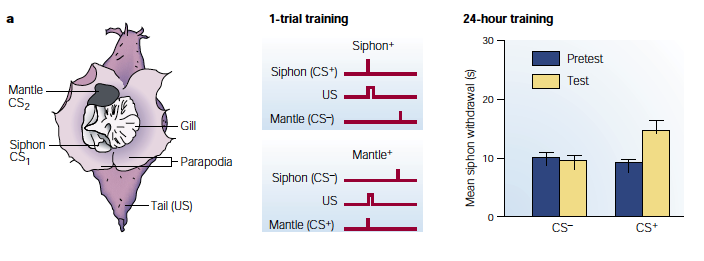 a
Mantle
CS2
Siphon
CS1
Gill
Parapodia
Tail (US)
1-trial training
Siphon+
Siphon (CS+)
US
Mantle (CS–)
Mantle+
Siphon (CS–)
US
Mantle (CS+)
24-hour training
Mean siphon withdrawal (s)
30
20
10
0
Pretest
Test
CS–
CS+